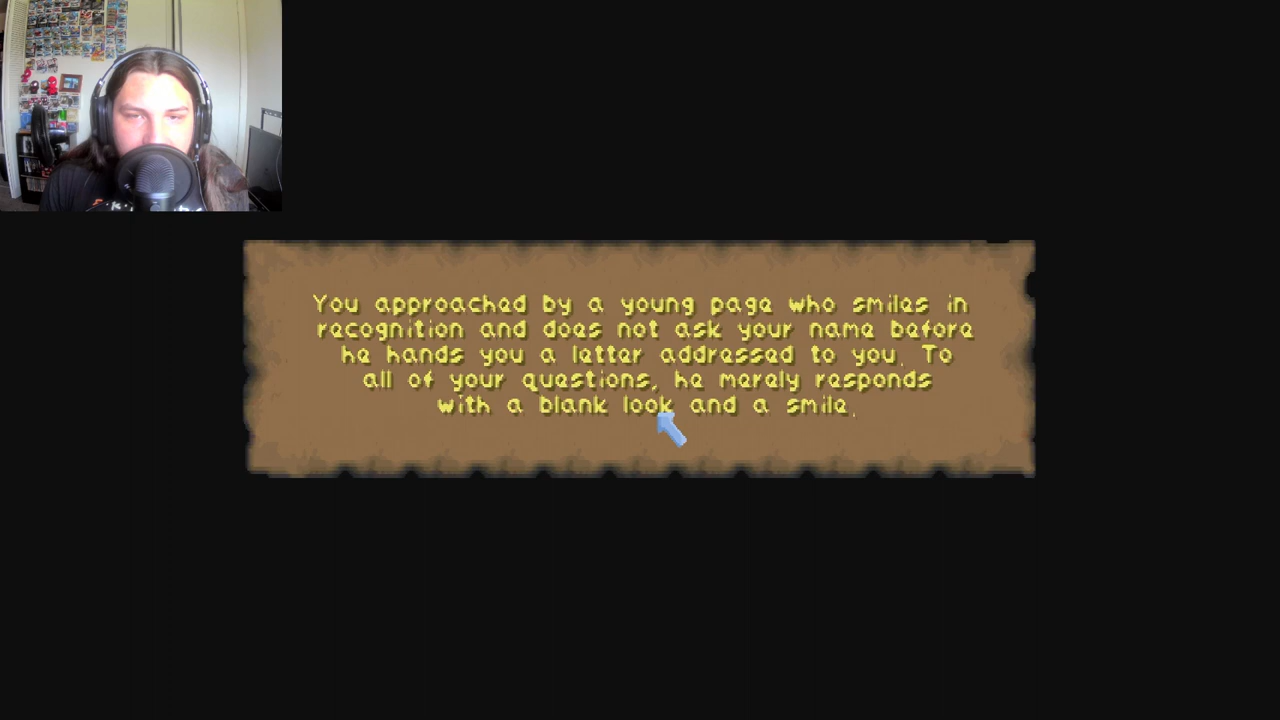 You approached by a young page who smiles in
recognition and does not ask your name before
he hands you a letter addressed to you. To
all of your questions, he merely responds
with a blank look and a smile.